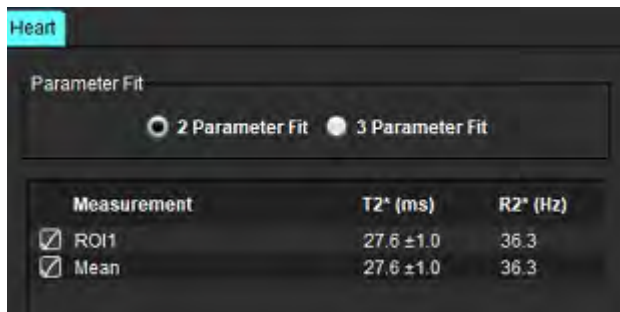 Heart
Parameter Fit
2 Parameter Fit 3 Parameter Fit
Measurement T2* (ms) R2* (Hz)
ROI1 27.6 ±1.0 36.3
Mean 27.6 ±1.0 36.3